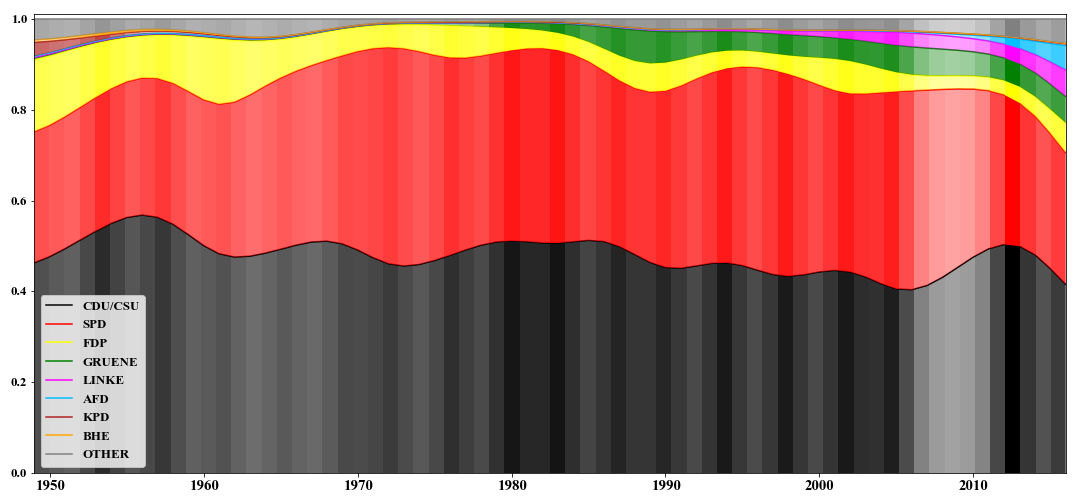 1.0
0.8
0.6
0.4
0.2
0.0
CDU/CSU
SPD
FDP
GRUENE
LINKE
AFD
KPD
BHE
OTHER
1950 1960 1970 1980 1990 2000 2010